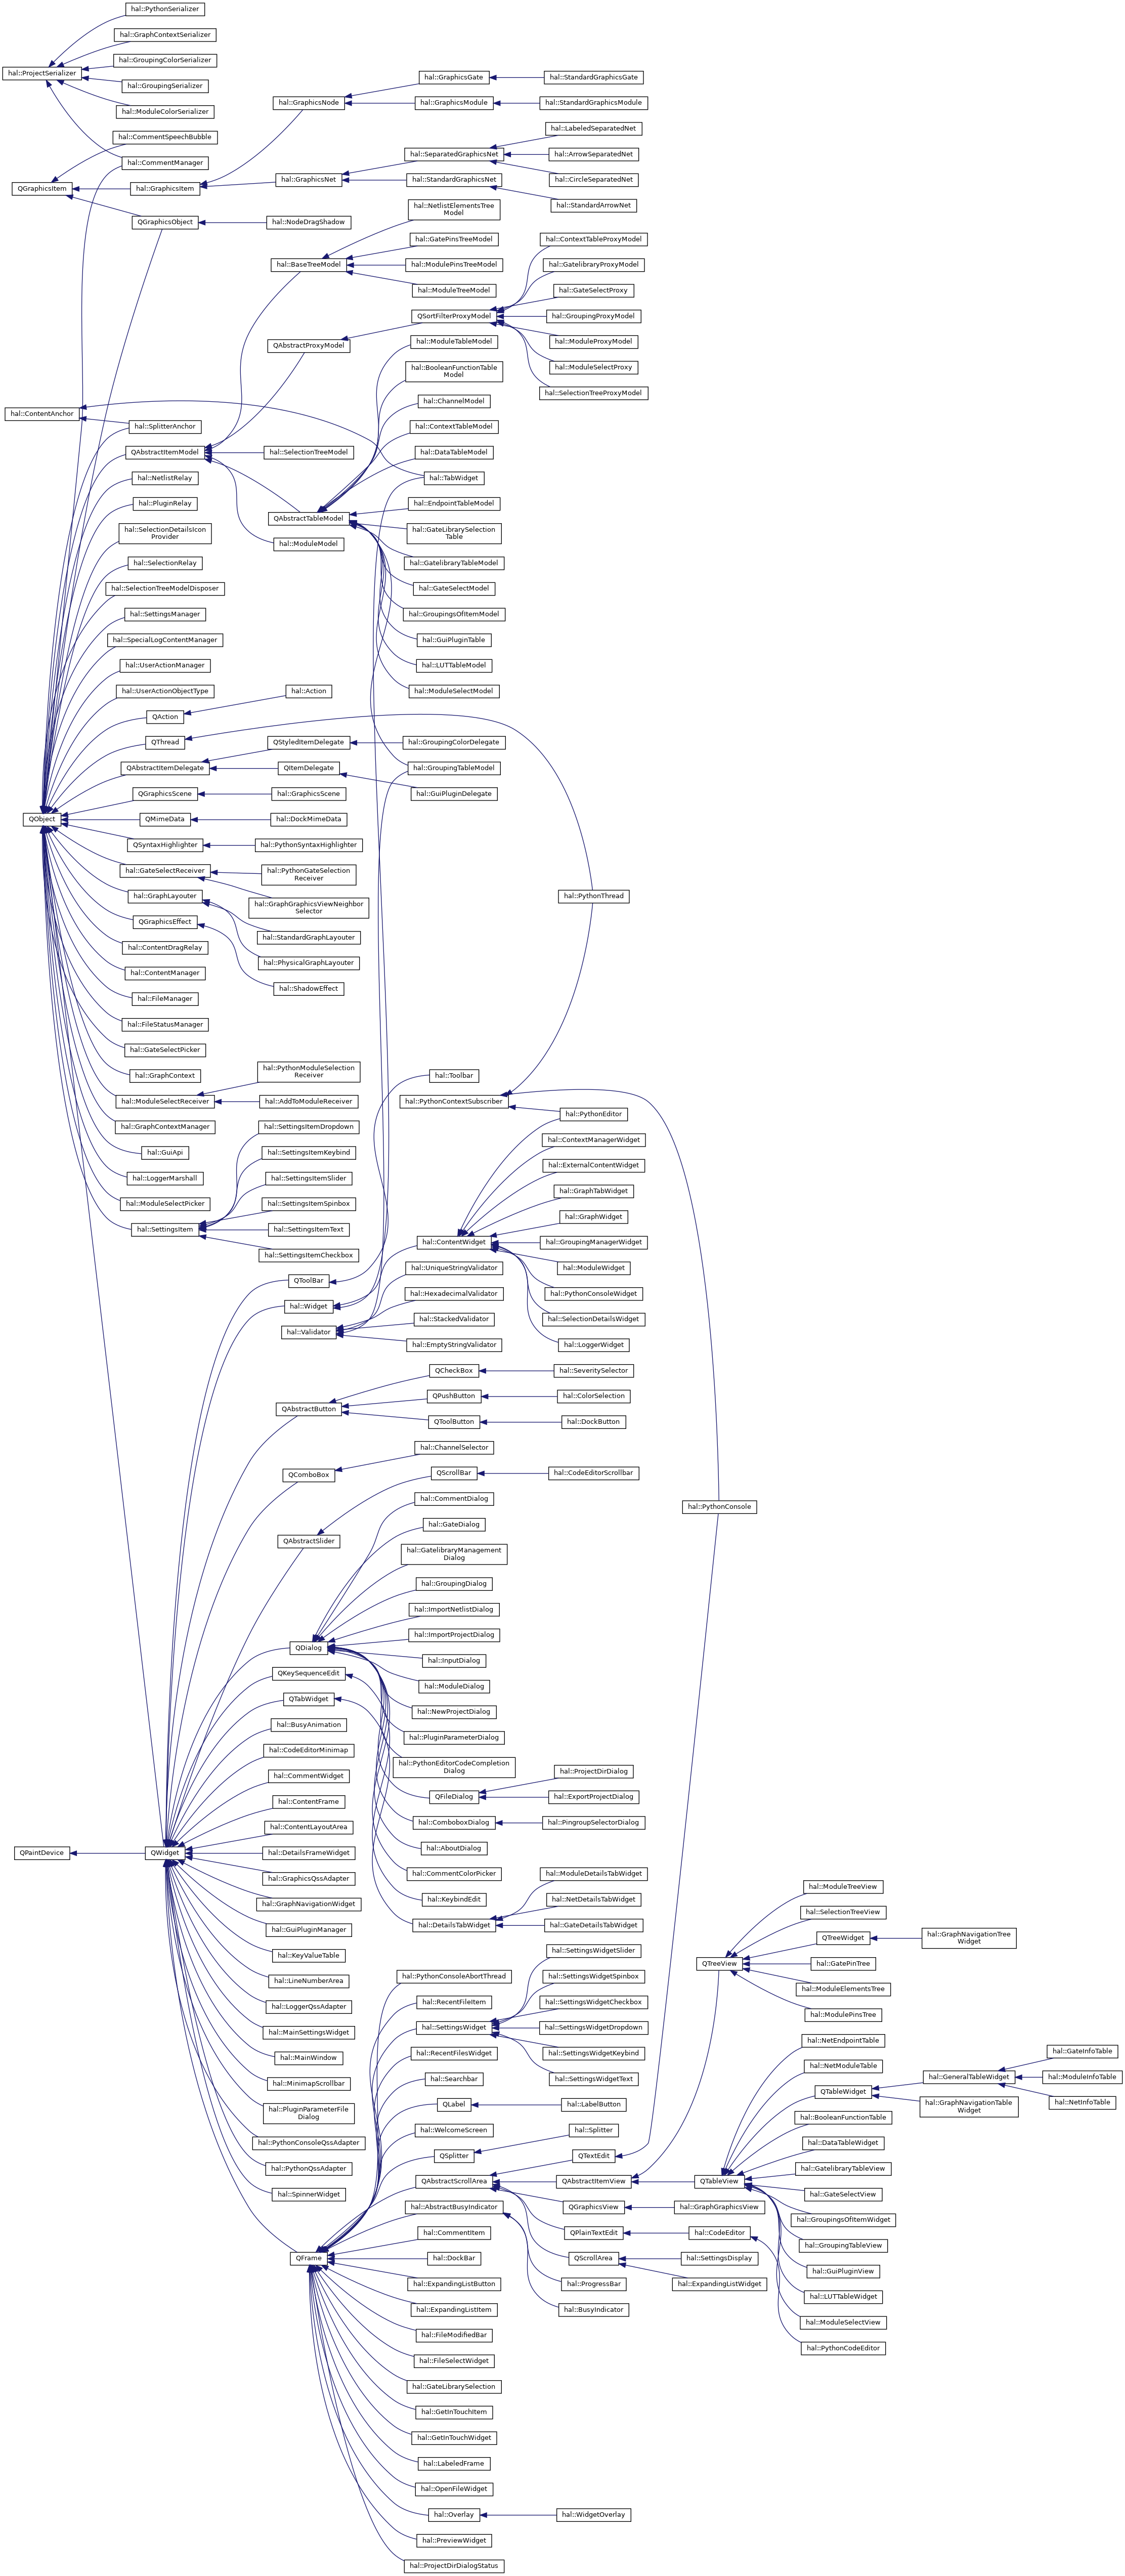 hal::PythonSerializer
hal::GraphContextSerializer
hal::GroupingColorSerializer
hal::ProjectSerializer
hal::GroupingSerializer
hal::ModuleColorSerializer
hal::CommentSpeechBubble
hal::CommentManager
QGraphicsItem
hal::GraphicsItem
QGraphicsObject
hal::NodeDragShadow
hal::GraphicsNode
hal::GraphicsGate
hal::StandardGraphicsGate
hal::GraphicsModule
hal::StandardGraphicsModule
hal::GraphicsNet
hal::SeparatedGraphicsNet
hal::StandardGraphicsNet
hal::LabeledSeparatedNet
hal::ArrowSeparatedNet
hal::CircleSeparatedNet
hal::StandardArrowNet
hal::BaseTreeModel
hal::NetlistElementsTree
Model
hal::GatePinsTreeModel
hal::ModulePinsTreeModel
hal::ModuleTreeModel
QAbstractProxyModel
QSortFilterProxyModel
hal::ContextTableProxyModel
hal::GatelibraryProxyModel
hal::GateSelectProxy
hal::GroupingProxyModel
hal::ModuleProxyModel
hal::ModuleSelectProxy
hal::SelectionTreeProxyModel
hal::ContentAnchor
hal::SplitterAnchor
QAbstractItemModel
hal::SelectionTreeModel
QAbstractTableModel
hal::ModuleModel
hal::ModuleTableModel
hal::BooleanFunctionTable
Model
hal::ChannelModel
hal::ContextTableModel
hal::DataTableModel
hal::TabWidget
hal::EndpointTableModel
hal::GateLibrarySelection
Table
hal::GatelibraryTableModel
hal::GateSelectModel
hal::GroupingsOfItemModel
hal::GuiPluginTable
hal::LUTTableModel
hal::ModuleSelectModel
hal::NetlistRelay
hal::PluginRelay
hal::SelectionDetailsIcon
Provider
hal::SelectionRelay
hal::SelectionTreeModelDisposer
hal::SettingsManager
hal::SpecialLogContentManager
hal::UserActionManager
hal::UserActionObjectType
QAction
hal::Action
QThread
QAbstractItemDelegate
QStyledItemDelegate
hal::GroupingColorDelegate
QItemDelegate
hal::GroupingTableModel
hal::GuiPluginDelegate
QGraphicsScene
hal::GraphicsScene
QObject
QMimeData
hal::DockMimeData
QSyntaxHighlighter
hal::PythonSyntaxHighlighter
hal::GateSelectReceiver
hal::PythonGateSelection
Receiver
hal::GraphGraphicsViewNeighbor
Selector
hal::GraphLayouter
hal::PythonThread
QGraphicsEffect
hal::StandardGraphLayouter
hal::ContentDragRelay
hal::PhysicalGraphLayouter
hal::ContentManager
hal::ShadowEffect
hal::FileManager
hal::FileStatusManager
hal::GateSelectPicker
hal::GraphContext
hal::PythonModuleSelection
Receiver
hal::ModuleSelectReceiver
hal::AddToModuleReceiver
hal::GraphContextManager
hal::GuiApi
hal::LoggerMarshall
hal::ModuleSelectPicker
hal::SettingsItem
hal::SettingsItemDropdown
hal::SettingsItemKeybind
hal::SettingsItemSlider
hal::SettingsItemSpinbox
hal::SettingsItemText
hal::SettingsItemCheckbox
hal::Toolbar
hal::PythonContextSubscriber
hal::PythonEditor
hal::ContextManagerWidget
hal::ExternalContentWidget
hal::GraphTabWidget
hal::GraphWidget
hal::ContentWidget
hal::GroupingManagerWidget
hal::ModuleWidget
hal::PythonConsoleWidget
hal::SelectionDetailsWidget
hal::LoggerWidget
QToolBar
hal::Widget
hal::Validator
hal::UniqueStringValidator
hal::HexadecimalValidator
hal::StackedValidator
hal::EmptyStringValidator
QAbstractButton
QCheckBox
hal::SeveritySelector
QPushButton
hal::ColorSelection
QToolButton
hal::DockButton
QComboBox
hal::ChannelSelector
QAbstractSlider
QScrollBar
hal::CodeEditorScrollbar
hal::PythonConsole
QDialog
hal::CommentDialog
hal::GateDialog
hal::GatelibraryManagement
Dialog
hal::GroupingDialog
hal::ImportNetlistDialog
hal::ImportProjectDialog
hal::InputDialog
hal::ModuleDialog
hal::NewProjectDialog
hal::PluginParameterDialog
hal::PythonEditorCodeCompletion
Dialog
QFileDialog
hal::ProjectDirDialog
hal::ExportProjectDialog
hal::ComboboxDialog
hal::PingroupSelectorDialog
hal::AboutDialog
hal::CommentColorPicker
hal::KeybindEdit
hal::DetailsTabWidget
hal::ModuleDetailsTabWidget
hal::NetDetailsTabWidget
hal::GateDetailsTabWidget
QKeySequenceEdit
QTabWidget
hal::BusyAnimation
hal::CodeEditorMinimap
hal::CommentWidget
hal::ContentFrame
hal::ContentLayoutArea
QPaintDevice
QWidget
hal::DetailsFrameWidget
hal::GraphicsQssAdapter
hal::GraphNavigationWidget
hal::GuiPluginManager
hal::KeyValueTable
hal::LineNumberArea
hal::LoggerQssAdapter
hal::MainSettingsWidget
hal::MainWindow
hal::MinimapScrollbar
hal::PluginParameterFile
Dialog
hal::PythonConsoleQssAdapter
hal::PythonQssAdapter
hal::SpinnerWidget
QFrame
hal::PythonConsoleAbortThread
hal::RecentFileItem
hal::SettingsWidget
hal::SettingsWidgetSlider
hal::SettingsWidgetSpinbox
hal::SettingsWidgetCheckbox
hal::SettingsWidgetDropdown
hal::SettingsWidgetKeybind
hal::SettingsWidgetText
hal::RecentFilesWidget
hal::Searchbar
QLabel
hal::LabelButton
hal::WelcomeScreen
QSplitter
hal::Splitter
QAbstractScrollArea
QTextEdit
QAbstractItemView
QGraphicsView
hal::GraphGraphicsView
QPlainTextEdit
hal::CodeEditor
QScrollArea
hal::SettingsDisplay
hal::ExpandingListWidget
hal::AbstractBusyIndicator
hal::ProgressBar
hal::BusyIndicator
hal::CommentItem
hal::DockBar
hal::ExpandingListButton
hal::ExpandingListItem
hal::FileModifiedBar
hal::FileSelectWidget
hal::GateLibrarySelection
hal::GetInTouchItem
hal::GetInTouchWidget
hal::LabeledFrame
hal::OpenFileWidget
hal::Overlay
hal::WidgetOverlay
hal::PreviewWidget
hal::ProjectDirDialogStatus
QTreeView
hal::ModuleTreeView
hal::SelectionTreeView
QTreeWidget
hal::GraphNavigationTree
Widget
hal::GatePinTree
hal::ModuleElementsTree
hal::ModulePinsTree
QTableView
hal::NetEndpointTable
hal::NetModuleTable
QTableWidget
hal::GeneralTableWidget
hal::GateInfoTable
hal::ModuleInfoTable
hal::NetInfoTable
hal::GraphNavigationTable
Widget
hal::BooleanFunctionTable
hal::DataTableWidget
hal::GatelibraryTableView
hal::GateSelectView
hal::GroupingsOfItemWidget
hal::GroupingTableView
hal::GuiPluginView
hal::LUTTableWidget
hal::ModuleSelectView
hal::PythonCodeEditor